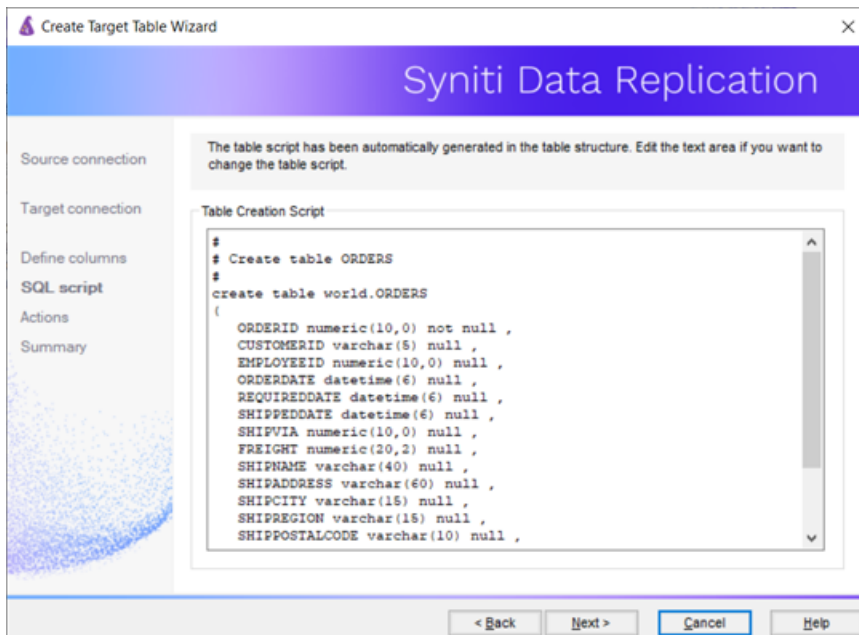 Create Target Table Wizard
Syniti Data Replication
Source connection
Target connection
Define columns
SQL script
Actions
Summary
The table script has been automatically generated in the table structure. Edit the text area if you want to
change the table script.
Table Creation Script
#
# Create table ORDERS
#
create table world.ORDERS
(
ORDERID numeric(10,0) not null ,
CUSTOMERID varchar(5) null ,
EMPLOYEEID numeric(10,0) null ,
ORDERDATE datetime(6) null ,
REQUIREDDATE datetime(6) null ,
SHIPPEDDATE datetime(6) null ,
SHIPVIA numeric(10,0) null ,
FREIGHT numeric(20,2) null ,
SHIPNAME varchar(40) null ,
SHIPADDRESS varchar(60) null ,
SHIPCITY varchar(15) null ,
SHIPREGION varchar(15) null ,
SHIPPOSTALCODE varchar(10) null ,
< Back
Next >
Cancel
Help